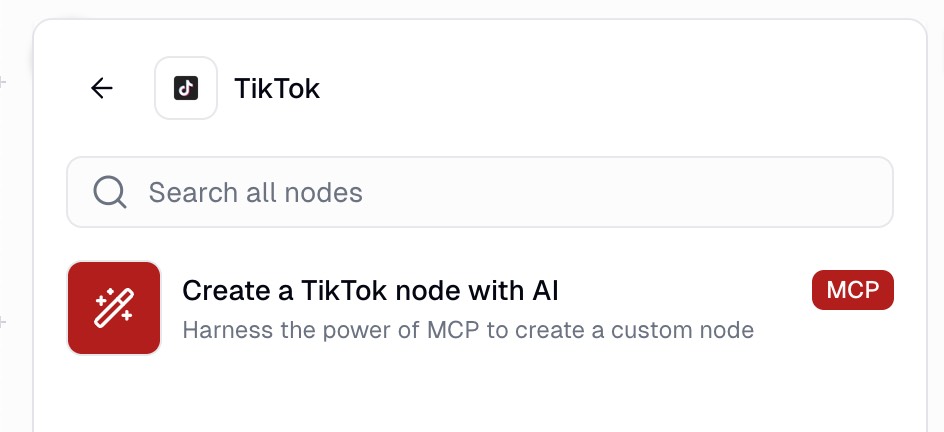 TikTok
Search all nodes
Create a TikTok node with AI
MCP
Harness the power of MCP to create a custom node